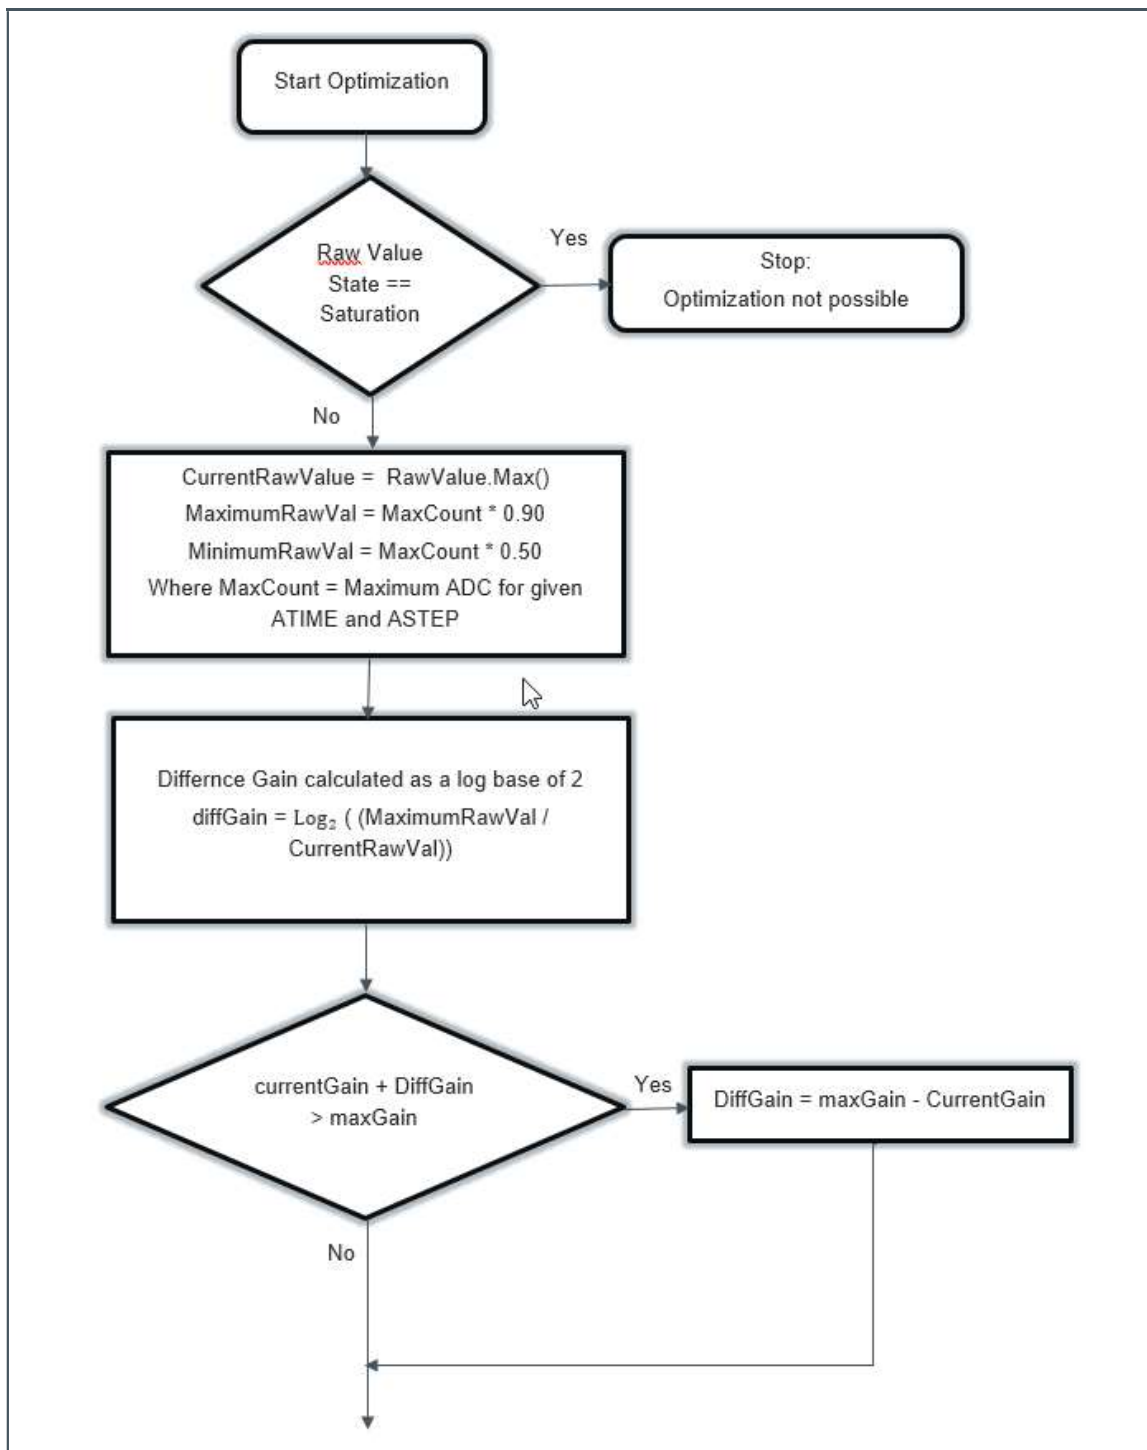 Start Optimization
Raw Value
State ==
Saturation
Yes
Stop:
Optimization not possible
No
CurrentRawValue =  RawValue.Max()
MaximumRawVal = MaxCount * 0.90
MinimumRawVal = MaxCount * 0.50
Where MaxCount = Maximum ADC for given
ATIME and ASTEP
Differnce Gain calculated as a log base of 2
diffGain = Log₂ ( (MaximumRawVal /
CurrentRawVal))
currentGain + DiffGain
> maxGain
Yes
DiffGain = maxGain - CurrentGain
No